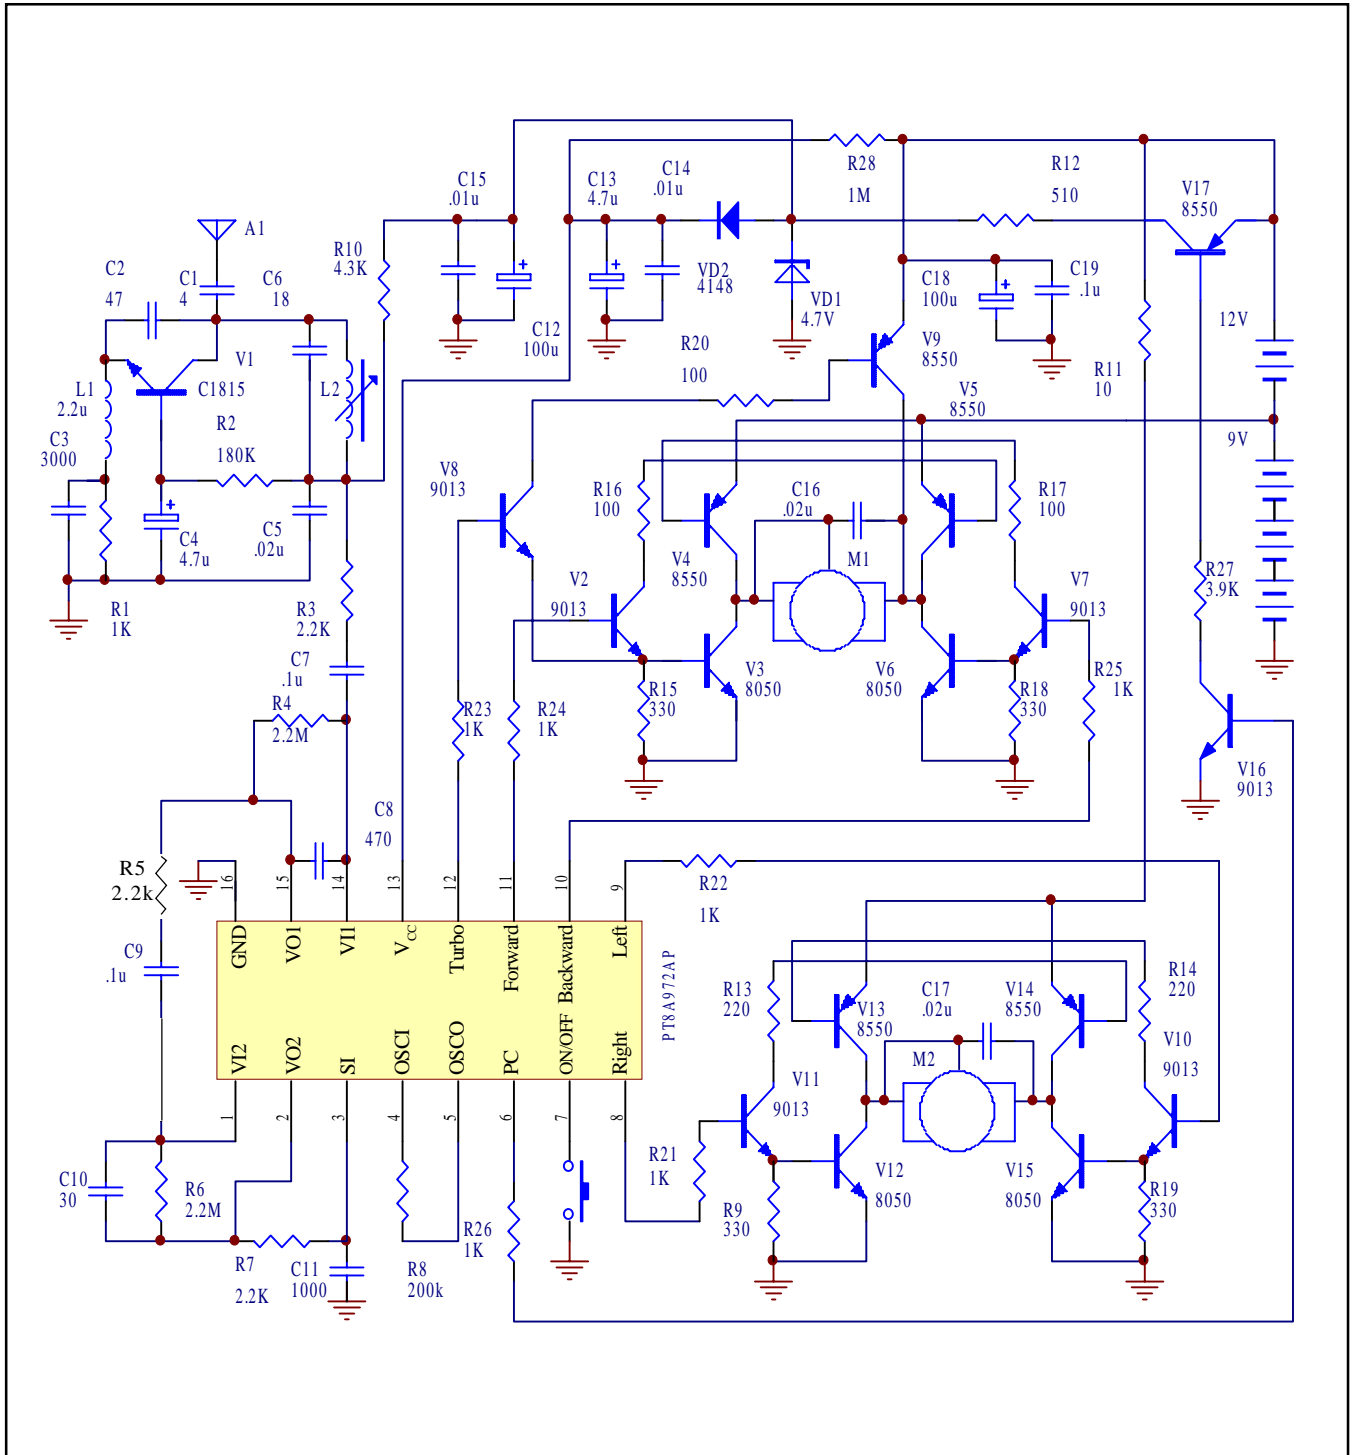 C15
.01u
C13
4.7u
C14
.01u
R28
1M
R12
510
V17
8550
A1
R10
4.3K
C2
47
C1
4
C6
18
VD2
4148
VD1
4.7V
C18
100u
C19
.1u
C12
100u
R20
100
V9
8550
12V
R11
10
V1
C1815
L1
2.2u
L2
V5
8550
R2
180K
C3
3000
9V
V8
9013
R16
100
C16
.02u
R17
100
C4
4.7u
C5
.02u
V4
8550
M1
V2
9013
V7
9013
R27
3.9K
R1
1K
R3
2.2K
C7
.1u
R15
330
V3
8050
V6
8050
R18
330
R25
1K
R4
2.2M
R23
1K
R24
1K
V16
9013
C8
470
R5
2.2k
16
15
14
13
12
11
10
9
R22
1K
GND
VO1
VI1
VCC
Turbo
Forward
Backward
Left
PT8A972AP
C9
.1u
VI2
VO2
SI
OSCI
OSCO
PC
ON/OFF
Right
1
2
3
4
5
6
7
8
R13
220
V13
8550
C17
.02u
V14
8550
R14
220
M2
V10
9013
V11
9013
C10
30
R6
2.2M
R21
1K
V12
8050
V15
8050
R9
330
R19
330
R7
2.2K
C11
1000
R8
200k
R26
1K